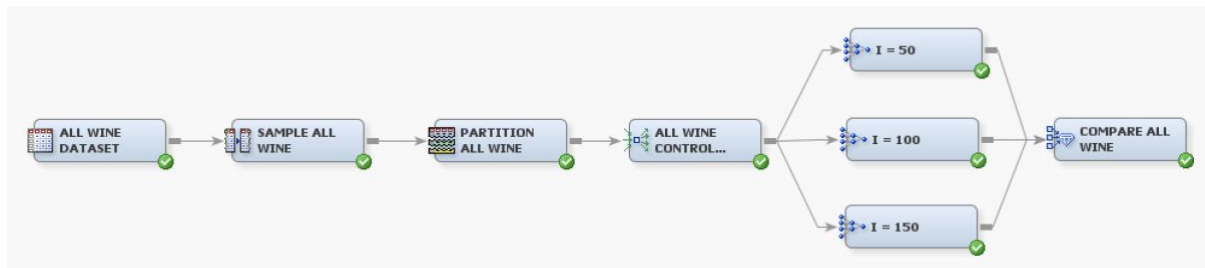 ALL WINE
DATASET
SAMPLE ALL
WINE
PARTITION
ALL WINE
ALL WINE
CONTROL...
I = 50
I = 100
I = 150
COMPARE ALL
WINE